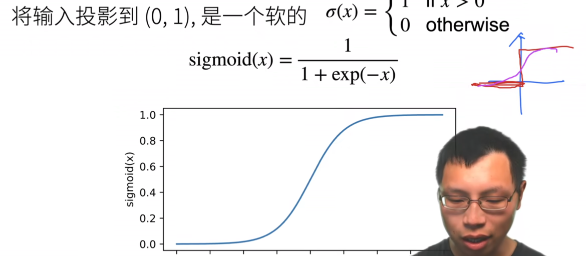 将输入投影到 (0, 1), 是一个软的 σ(x) = { 1 if x > 0
0 otherwise
sigmoid(x) = 1 / (1 + exp(−x))
sigmoid(x)
1.0
0.8
0.6
0.4
0.2
0.0